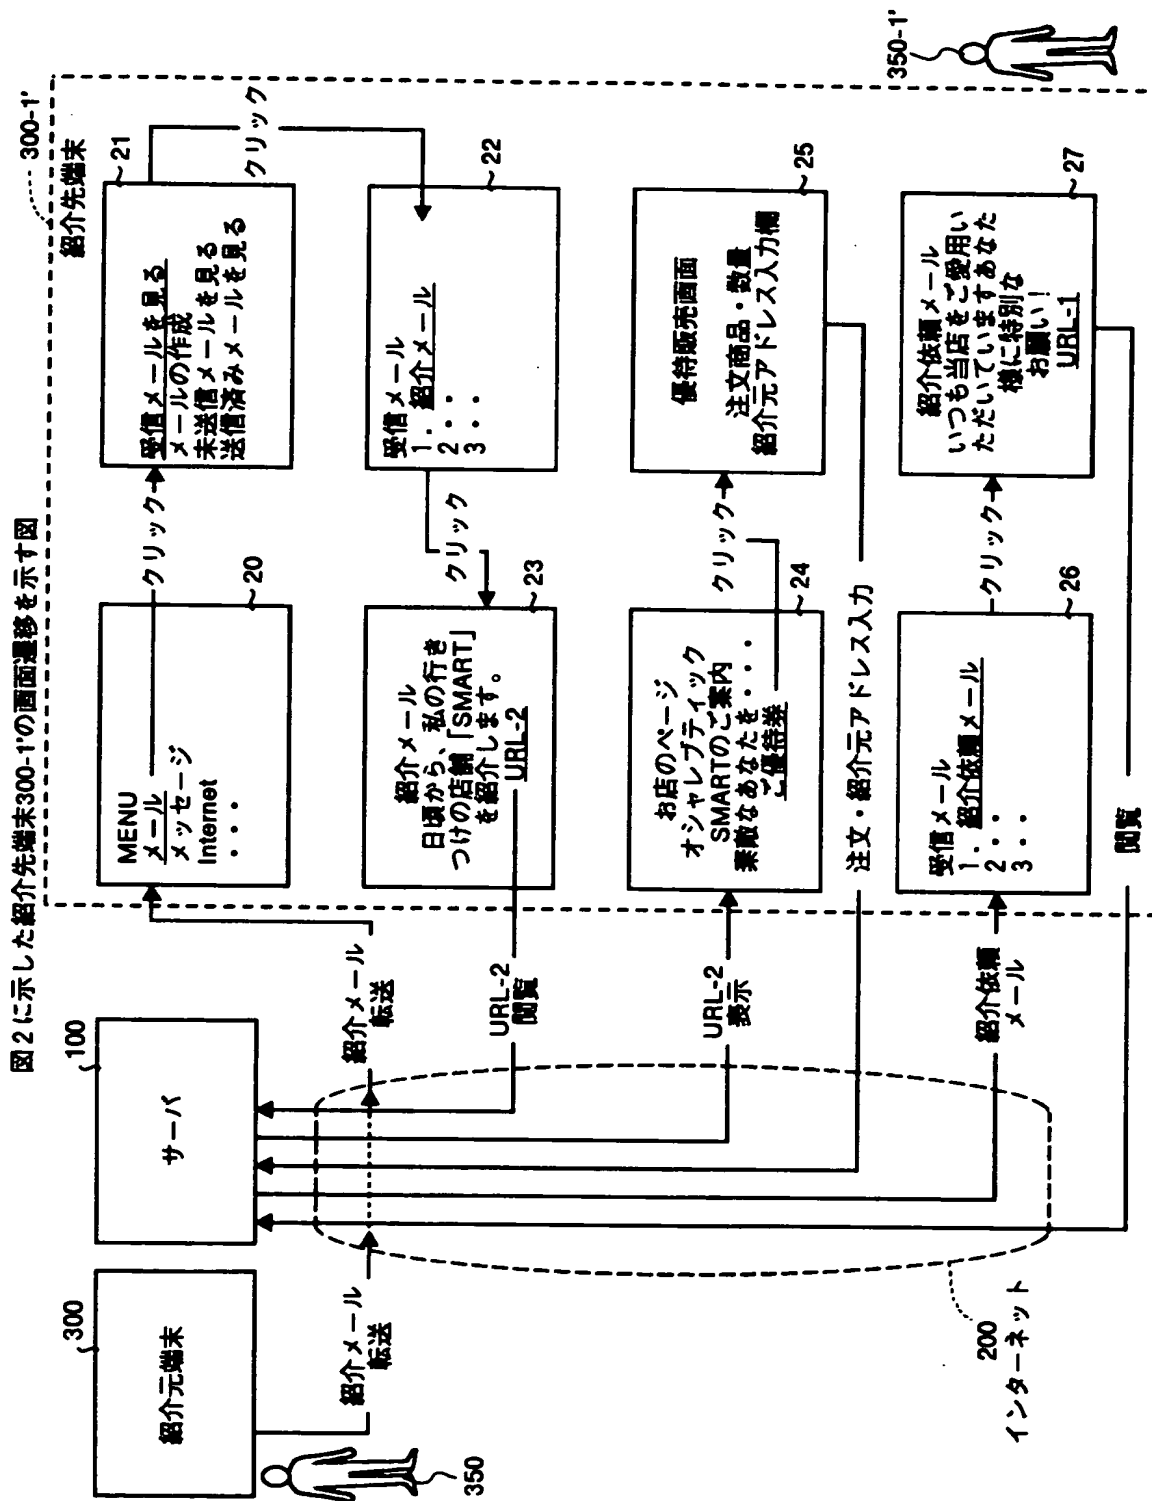 図2に示した紹介先端末300-1'の画面遷移を示す図
300
紹介元端末
350
紹介メール
転送
100
サーバ
紹介メール
転送
200
インターネット
URL-2
閲覧
URL-2
表示
紹介依頼
メール
注文・紹介元アドレス入力
閲覧
300-1'
紹介先端末
350-1'
MENU
メール
メッセージ
Internet
・・・・
20
クリック
受信メールを見る
メールの作成
未送信メールを見る
送信済みメールを見る
21
クリック
受信メール
1. 紹介メール
2・・
3・・
22
クリック
紹介メール
日頃から、私の行き
つけの店舗「SMART」
を紹介します。
URL-2
23
お店のページ
オシャレブティック
SMARTのご案内
素敵なあなたを・・・・
ご優待券
24
クリック
優待販売画面
注文商品・数量
紹介元アドレス入力欄
25
受信メール
1. 紹介依頼メール
2・・
3・・
26
クリック
紹介依頼メール
いつも当店をご愛用い
ただいていますあなた
様に特別な
お願い!
URL-1
27